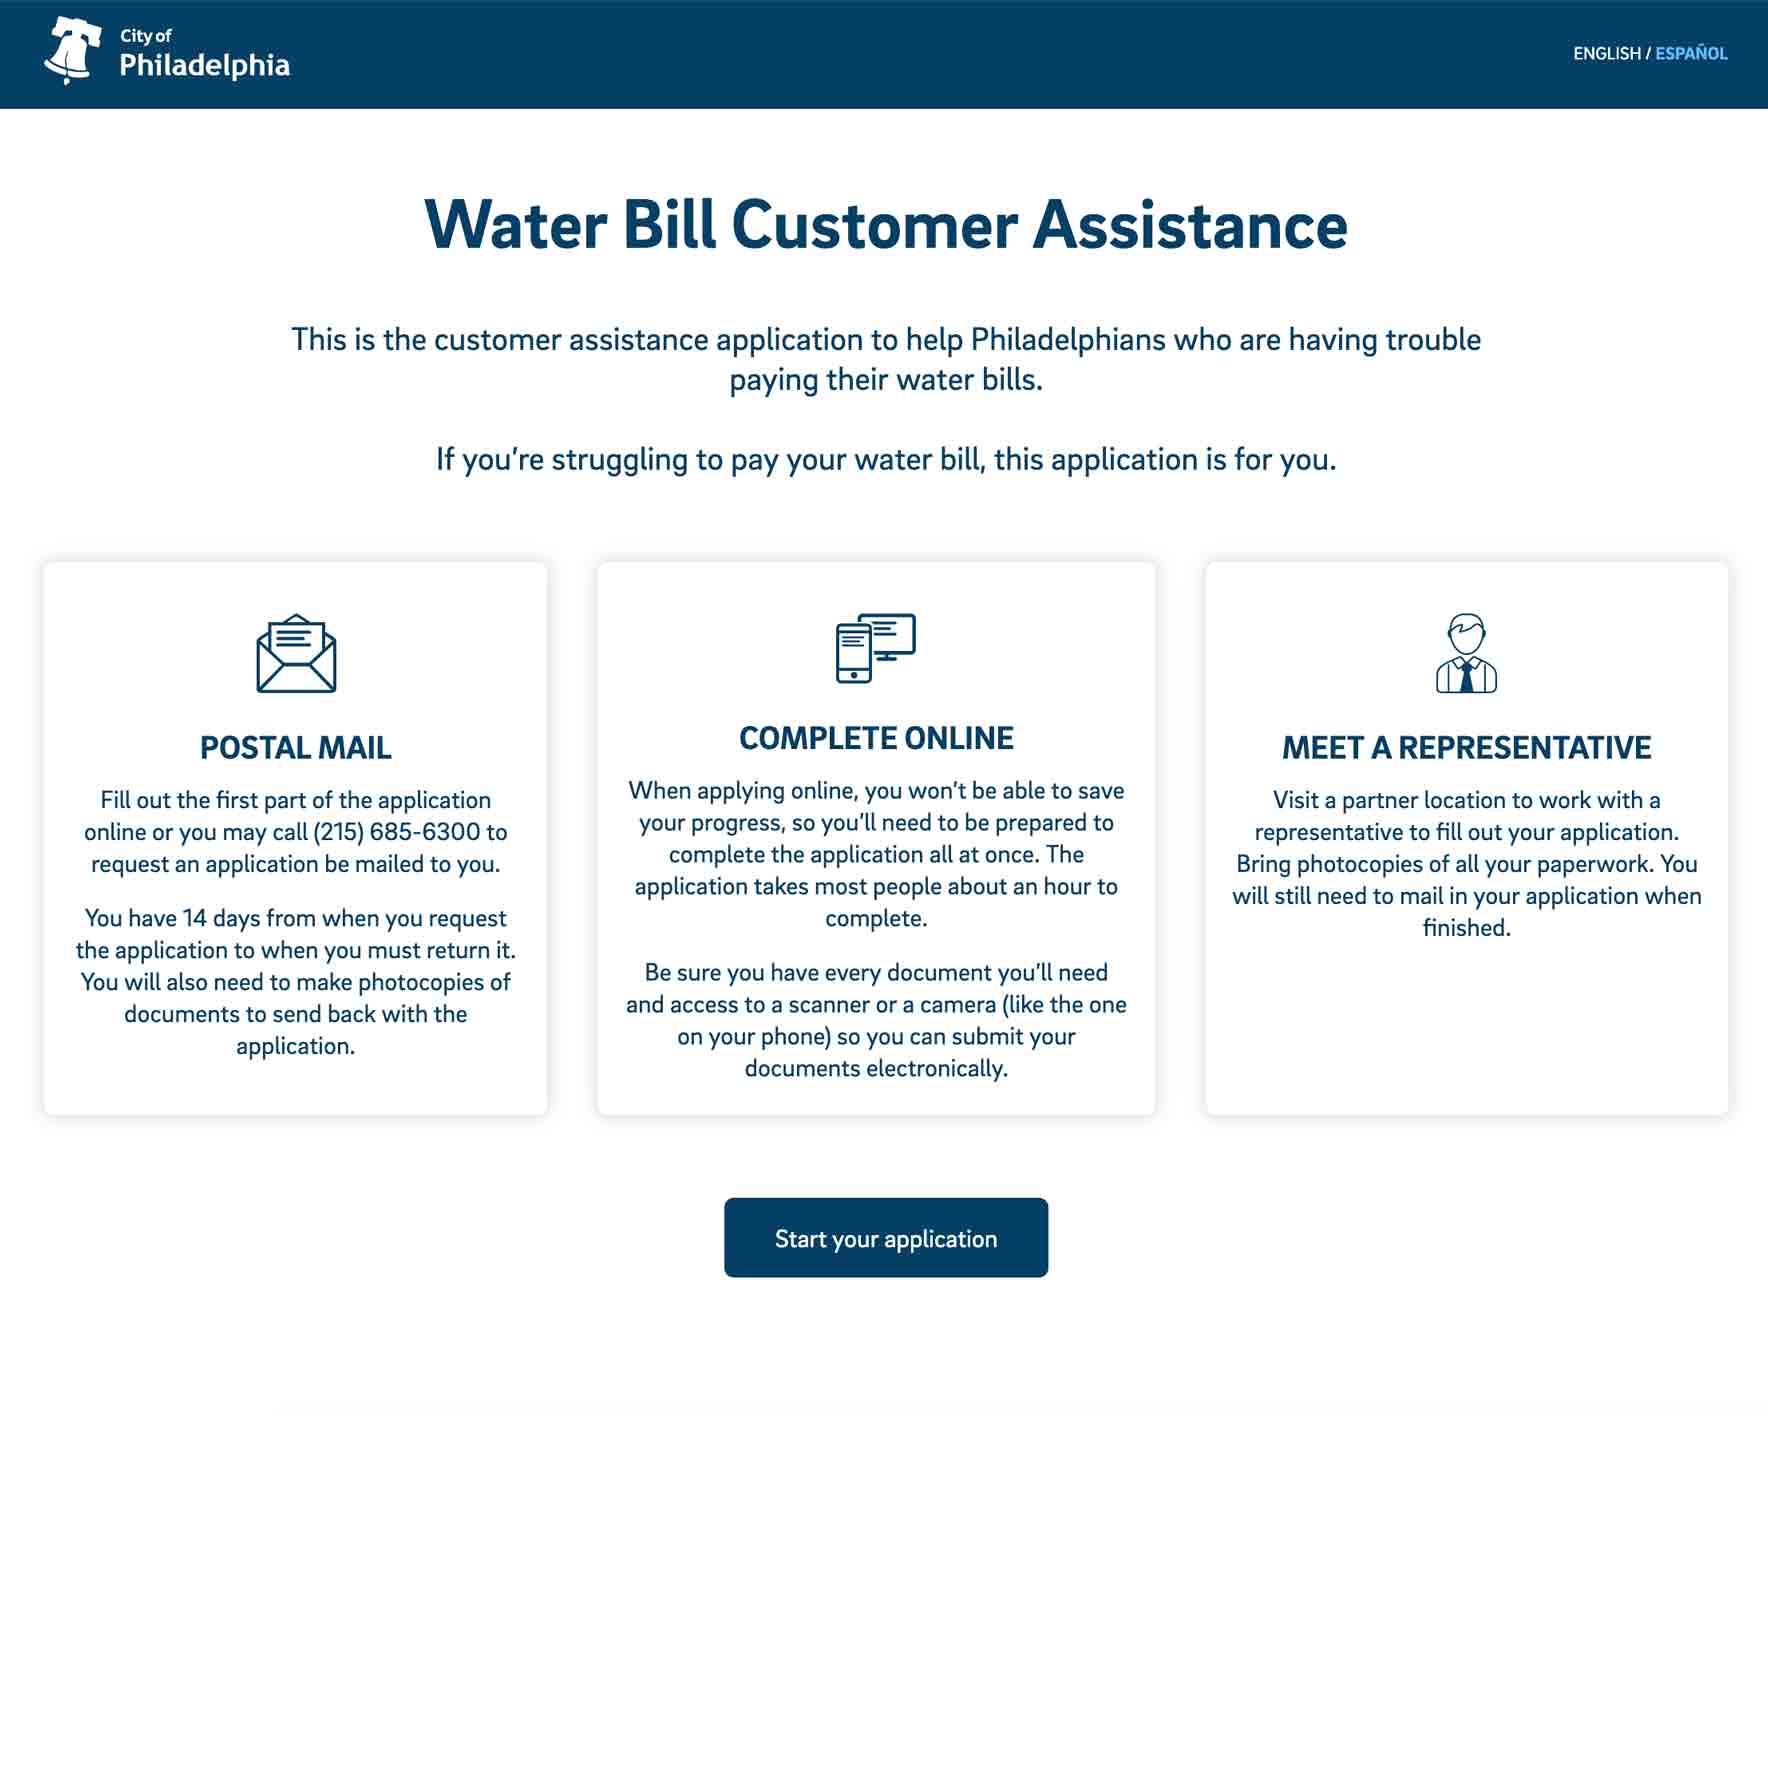 City of
Philadelphia
ENGLISH / ESPAÑOL
Water Bill Customer Assistance
This is the customer assistance application to help Philadelphians who are having trouble
paying their water bills.
If you’re struggling to pay your water bill, this application is for you.
POSTAL MAIL
Fill out the first part of the application
online or you may call (215) 685-6300 to
request an application be mailed to you.
You have 14 days from when you request
the application to when you must return it.
You will also need to make photocopies of
documents to send back with the
application.
COMPLETE ONLINE
When applying online, you won’t be able to save
your progress, so you’ll need to be prepared to
complete the application all at once. The
application takes most people about an hour to
complete.
Be sure you have every document you’ll need
and access to a scanner or a camera (like the one
on your phone) so you can submit your
documents electronically.
MEET A REPRESENTATIVE
Visit a partner location to work with a
representative to fill out your application.
Bring photocopies of all your paperwork. You
will still need to mail in your application when
finished.
Start your application